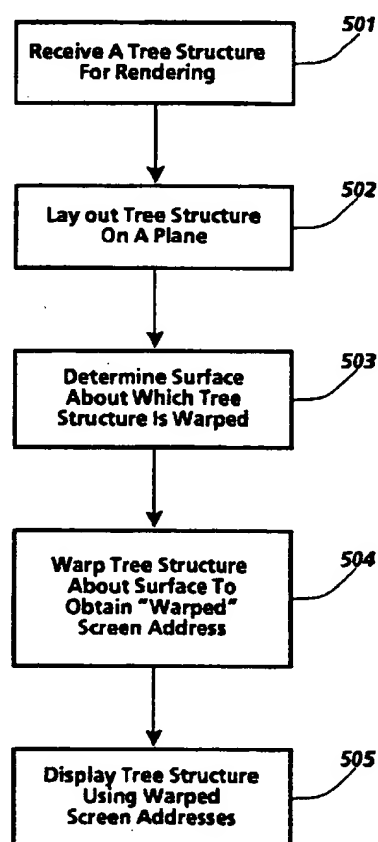 501
Receive A Tree Structure
For Rendering
502
Lay out Tree Structure
On A Plane
503
Determine Surface
About Which Tree
Structure Is Warped
504
Warp Tree Structure
About Surface To
Obtain "Warped"
Screen Address
505
Display Tree Structure
Using Warped
Screen Addresses